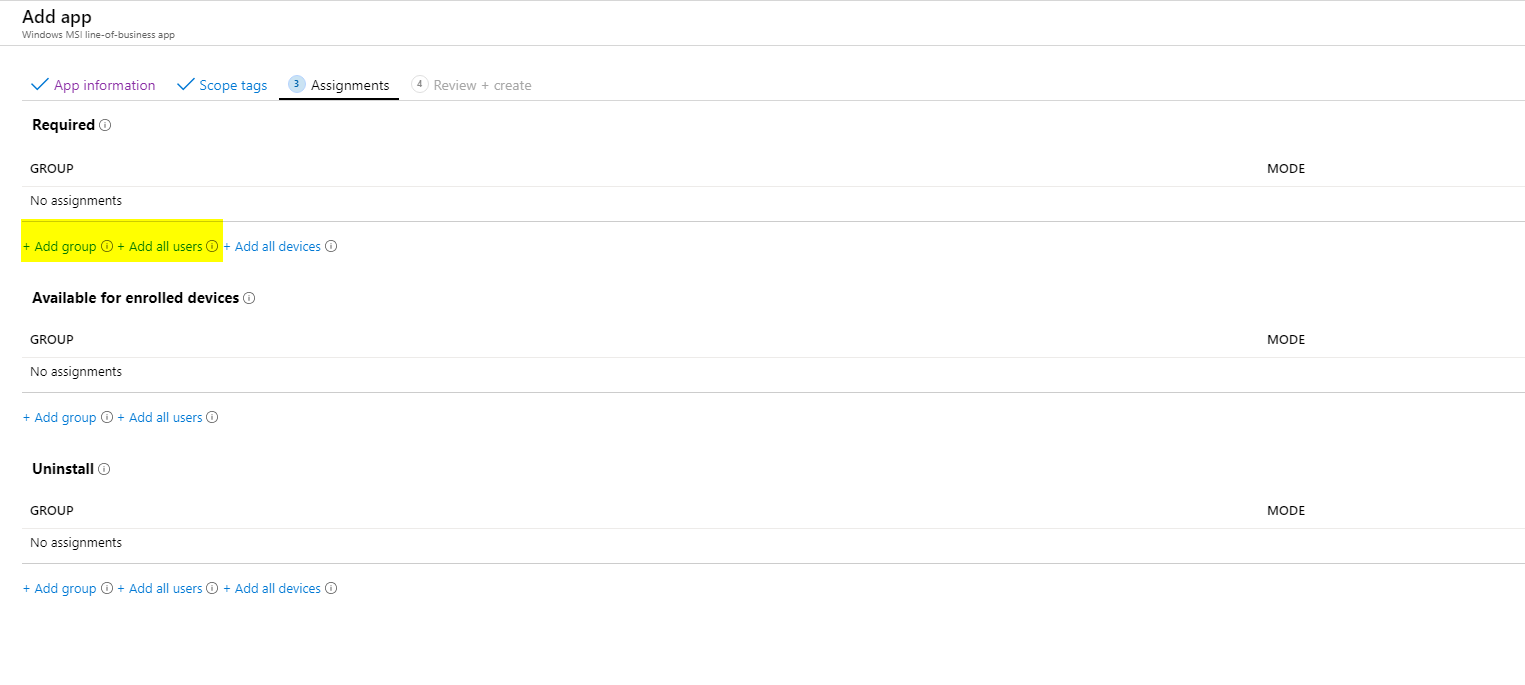 Add app
Windows MSI line-of-business app
App information Scope tags 3 Assignments 4 Review + create
Required
GROUP MODE
No assignments
+ Add group + Add all users + Add all devices
Available for enrolled devices
GROUP MODE
No assignments
+ Add group + Add all users
Uninstall
GROUP MODE
No assignments
+ Add group + Add all users + Add all devices